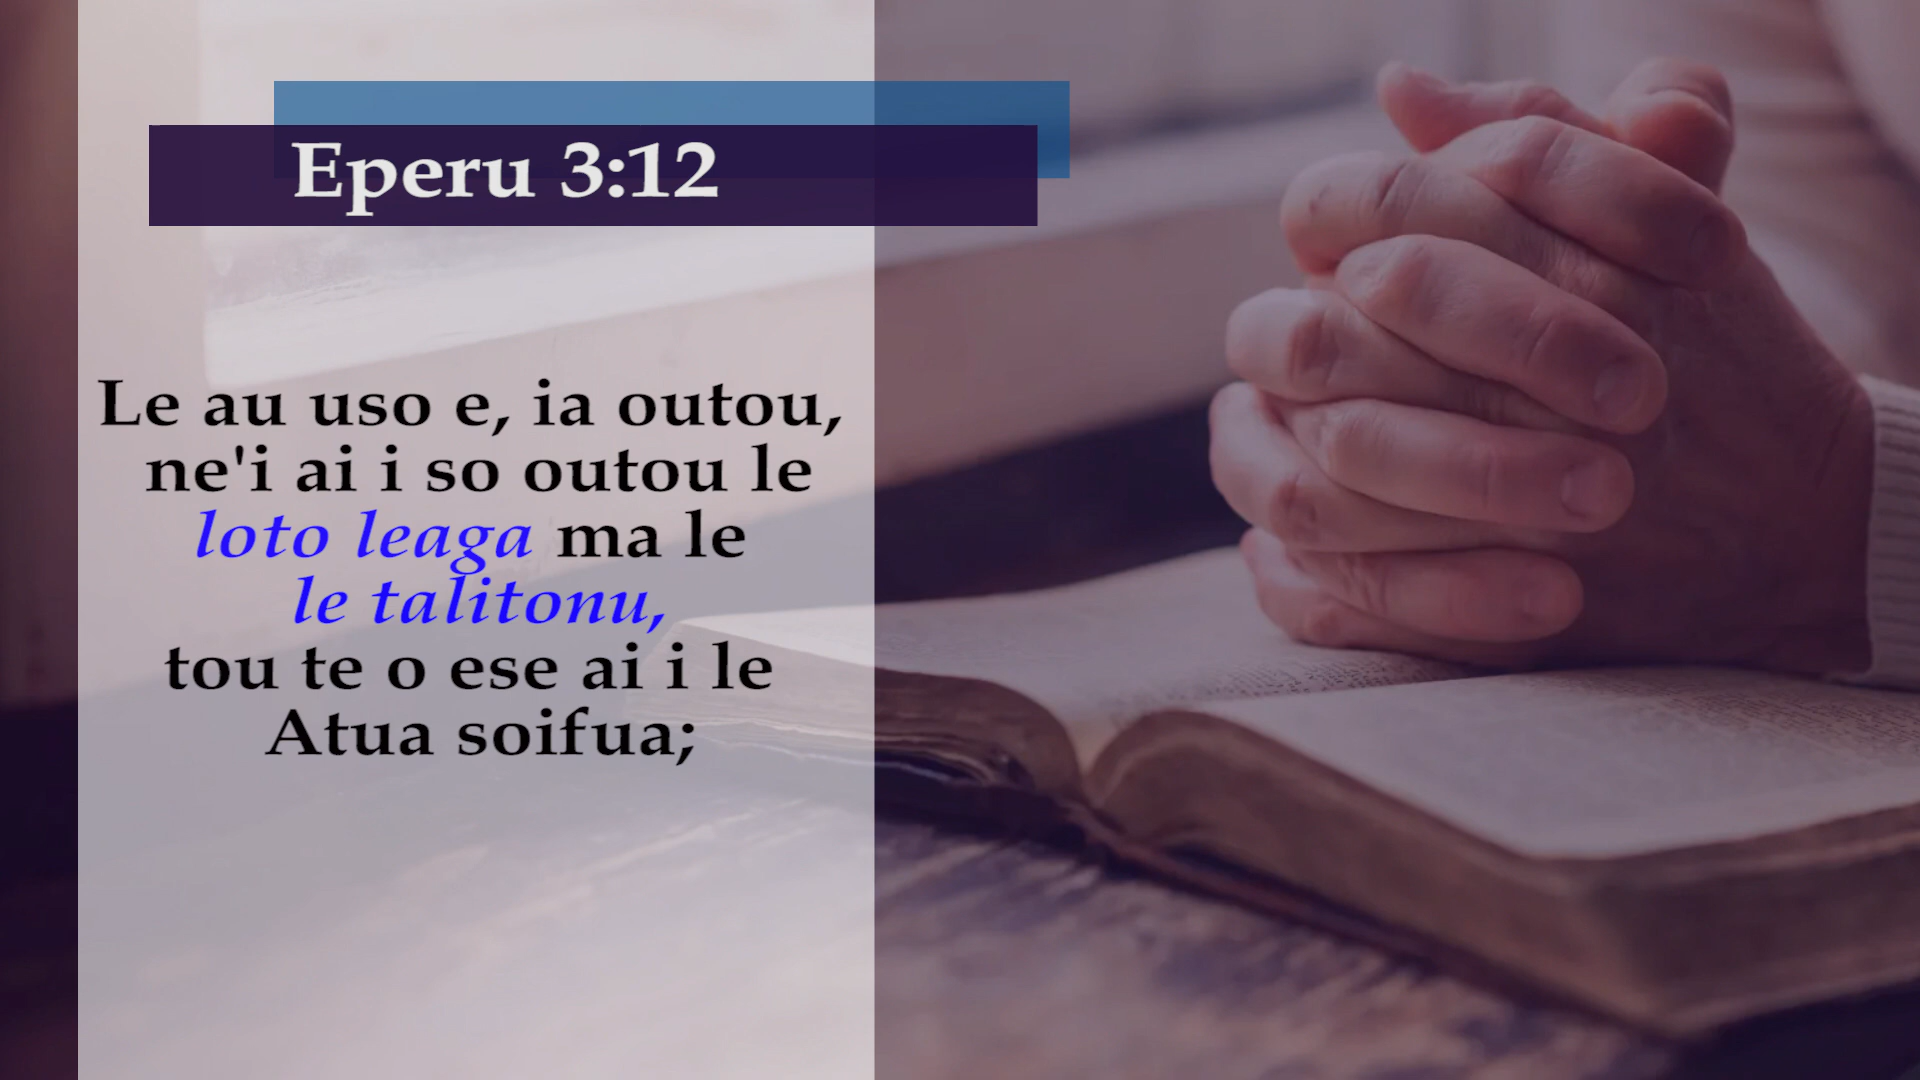 Eperu 3:12
Le au uso e, ia outou,
ne'i ai i so outou le
loto leaga ma le
le talitonu,
tou te o ese ai i le
Atua soifua;